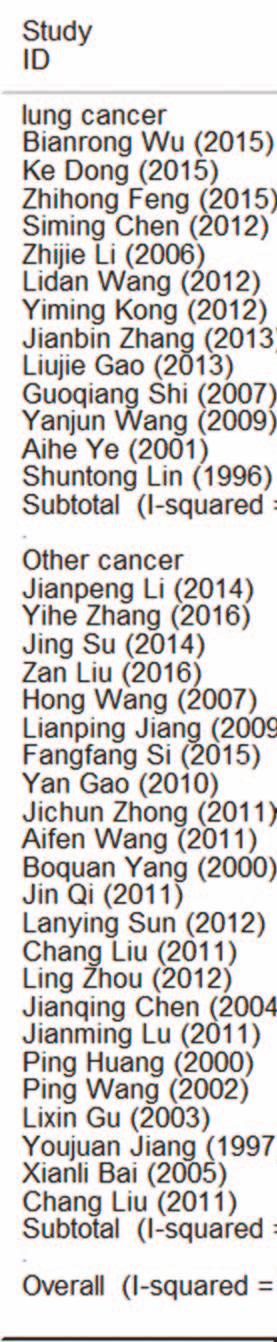 Study
ID
lung cancer
Bianrong Wu (2015)
Ke Dong (2015)
Zhihong Feng (2015)
Siming Chen (2012)
Zhijie Li (2006)
Lidan Wang (2012)
Yiming Kong (2012)
Jianbin Zhang (2013)
Liujie Gao (2013)
Guoqiang Shi (2007)
Yanjun Wang (2009)
Aihe Ye (2001)
Shuntong Lin (1996)
Subtotal (I-squared =
.
Other cancer
Jianpeng Li (2014)
Yihe Zhang (2016)
Jing Su (2014)
Zan Liu (2016)
Hong Wang (2007)
Lianping Jiang (2009
Fangfang Si (2015)
Yan Gao (2010)
Jichun Zhong (2011)
Aifen Wang (2011)
Boquan Yang (2000)
Jin Qi (2011)
Lanying Sun (2012)
Chang Liu (2011)
Ling Zhou (2012)
Jianqing Chen (2004
Jianming Lu (2011)
Ping Huang (2000)
Ping Wang (2002)
Lixin Gu (2003)
Youjuan Jiang (1997
Xianli Bai (2005)
Chang Liu (2011)
Subtotal (I-squared =
.
Overall (I-squared =